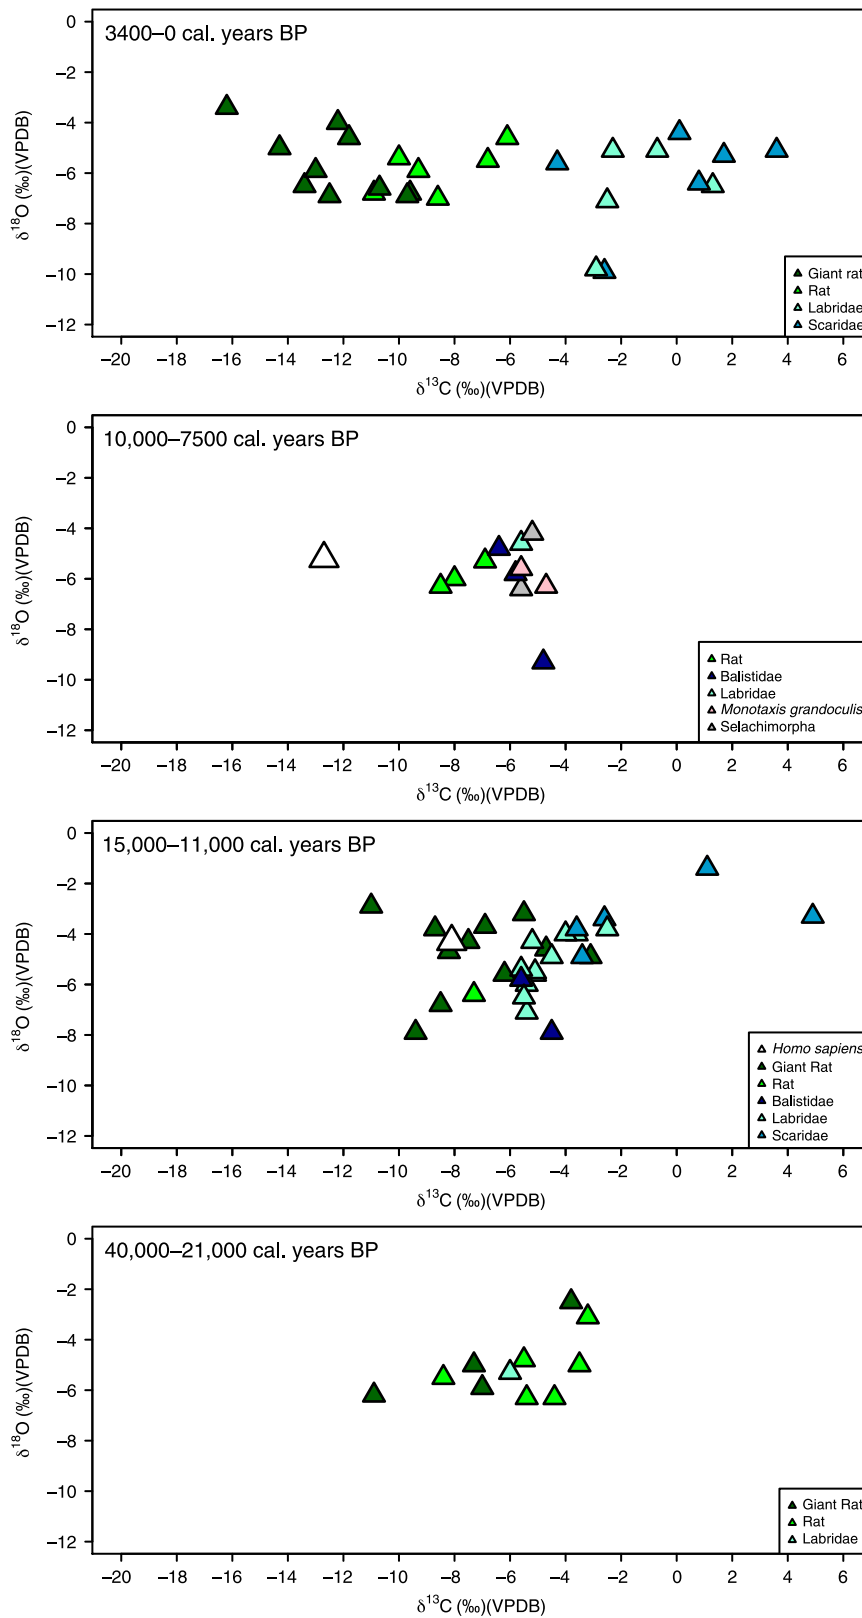 3400–0 cal. years BP
0
−2
−4
−6
−8
−10
−12
δ18O (‰)(VPDB)
Giant rat
Rat
Labridae
Scaridae
−20 −18 −16 −14 −12 −10 −8 −6 −4 −2 0 2 4 6
δ13C (‰)(VPDB)
10,000–7500 cal. years BP
0
−2
−4
−6
−8
−10
−12
δ18O (‰)(VPDB)
Rat
Balistidae
Labridae
Monotaxis grandoculis
Selachimorpha
−20 −18 −16 −14 −12 −10 −8 −6 −4 −2 0 2 4 6
δ13C (‰)(VPDB)
15,000–11,000 cal. years BP
0
−2
−4
−6
−8
−10
−12
δ18O (‰)(VPDB)
Homo sapiens
Giant Rat
Rat
Balistidae
Labridae
Scaridae
−20 −18 −16 −14 −12 −10 −8 −6 −4 −2 0 2 4 6
δ13C (‰)(VPDB)
40,000–21,000 cal. years BP
0
−2
−4
−6
−8
−10
−12
δ18O (‰)(VPDB)
Giant Rat
Rat
Labridae
−20 −18 −16 −14 −12 −10 −8 −6 −4 −2 0 2 4 6
δ13C (‰)(VPDB)